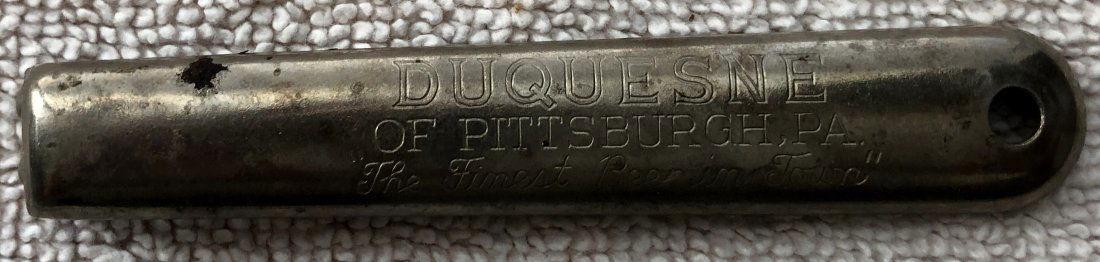 DUQUESNE
OF PITTSBURGH, PA.
"The Finest Beer in Town"